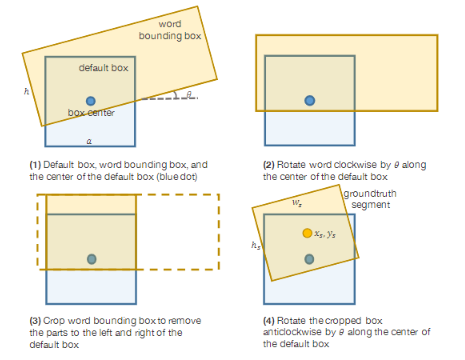 word
bounding box
default box
h
θ
box center
a
(1) Default box, word bounding box, and
the center of the default box (blue dot)
(2) Rotate word clockwise by θ along
the center of the default box
groundtruth
segment
wₛ
xₛ, yₛ
hₛ
(3) Crop word bounding box to remove
the parts to the left and right of the
default box
(4) Rotate the cropped box
anticlockwise by θ along the center of
the default box